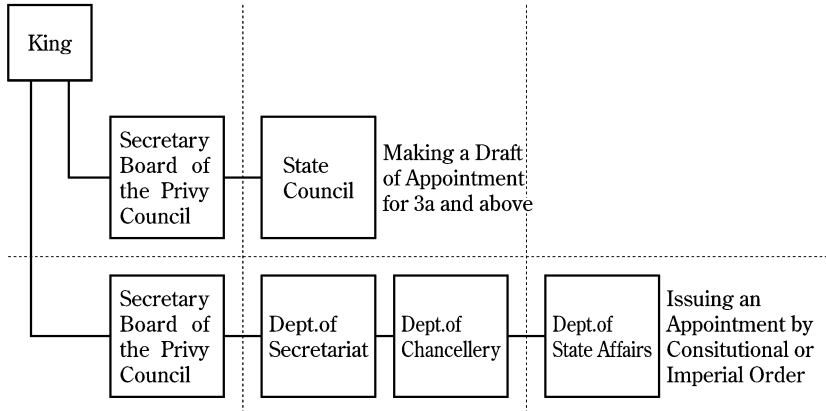 King
Secretary
Board of
the Privy
Council
State
Council
Making a Draft
of Appointment
for 3a and above
Secretary
Board of
the Privy
Council
Dept.of
Secretariat
Dept.of
Chancellery
Dept.of
State Affairs
Issuing an
Appointment by
Consitutional or
Imperial Order